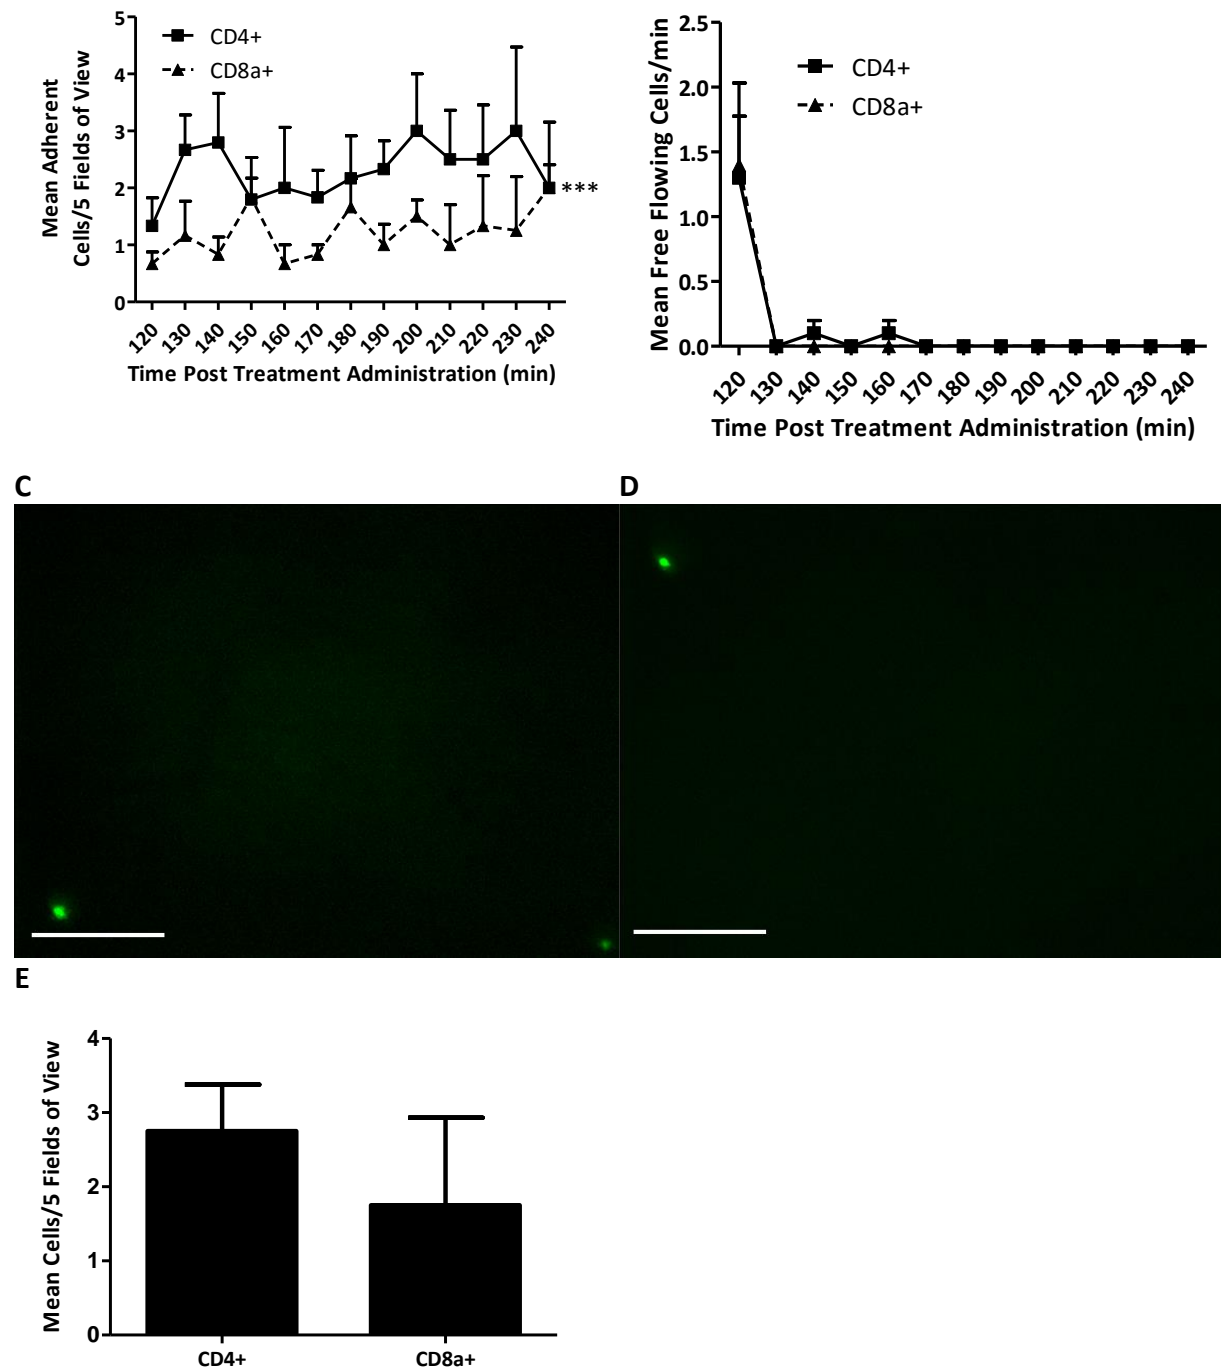 5
4
3
2
1
0
Mean Adherent
Cells/5 Fields of View
CD4+
CD8a+
***
120 130 140 150 160 170 180 190 200 210 220 230 240
Time Post Treatment Administration (min)
2.5
2.0
1.5
1.0
0.5
0.0
Mean Free Flowing Cells/min
CD4+
CD8a+
120 130 140 150 160 170 180 190 200 210 220 230 240
Time Post Treatment Administration (min)
C
D
E
4
3
2
1
0
Mean Cells/5 Fields of View
CD4+ CD8a+